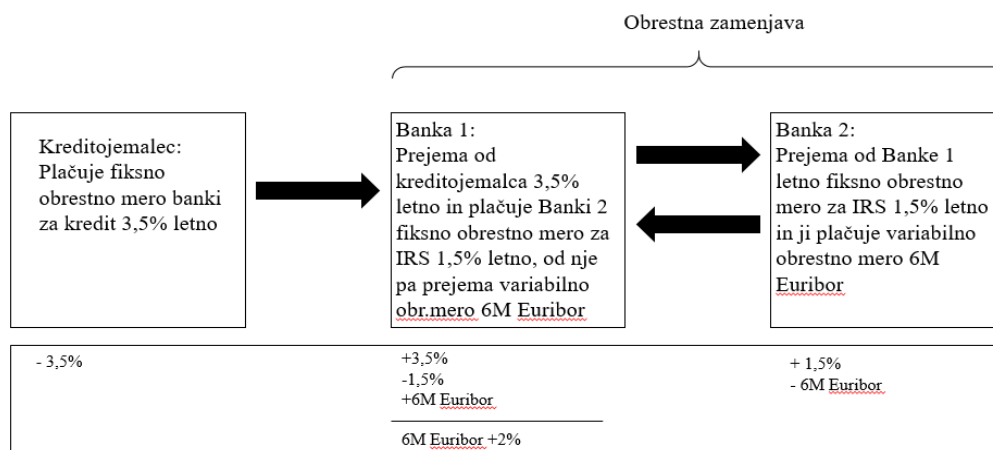 Obrestna zamenjava
Kreditojemalec:
Plačuje fiksno
obrestno mero banki
za kredit 3,5% letno
Banka 1:
Prejema od
kreditojemalca 3,5%
letno in plačuje Banki 2
fiksno obrestno mero za
IRS 1,5% letno, od nje
pa prejema variabilno
obr.mero 6M Euribor
Banka 2:
Prejema od Banke 1
letno fiksno obrestno
mero za IRS 1,5% letno
in ji plačuje variabilno
obrestno mero 6M
Euribor
- 3,5%
+3,5%
-1,5%
+6M Euribor
6M Euribor +2%
+ 1,5%
- 6M Euribor